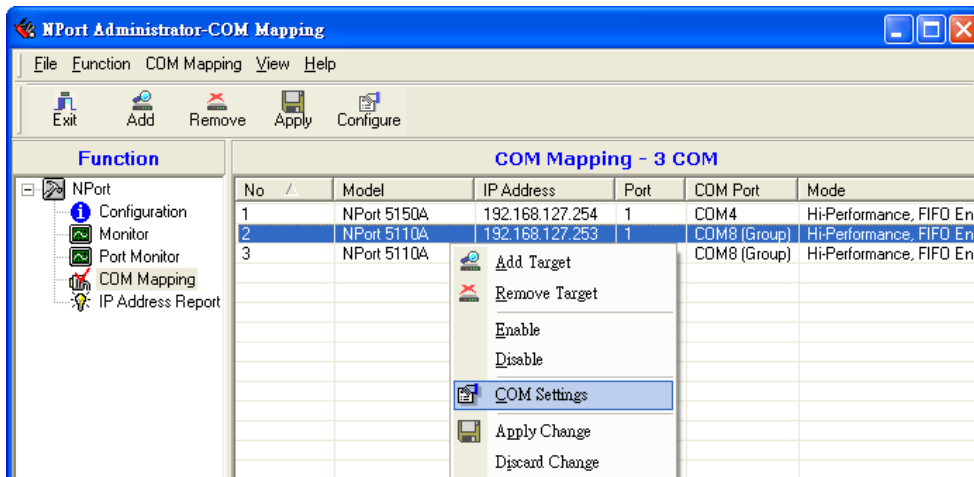 NPort Administrator-COM Mapping
File Function COM Mapping View Help
Exit Add Remove Apply Configure
Function
COM Mapping - 3 COM
NPort
Configuration
Monitor
Port Monitor
COM Mapping
IP Address Report
No Model IP Address Port COM Port Mode
1 NPort 5150A 192.168.127.254 1 COM4 Hi-Performance, FIFO En
2 NPort 5110A 192.168.127.253 1 COM8 (Group) Hi-Performance, FIFO En
3 NPort 5110A COM8 (Group) Hi-Performance, FIFO En
Add Target
Remove Target
Enable
Disable
COM Settings
Apply Change
Discard Change